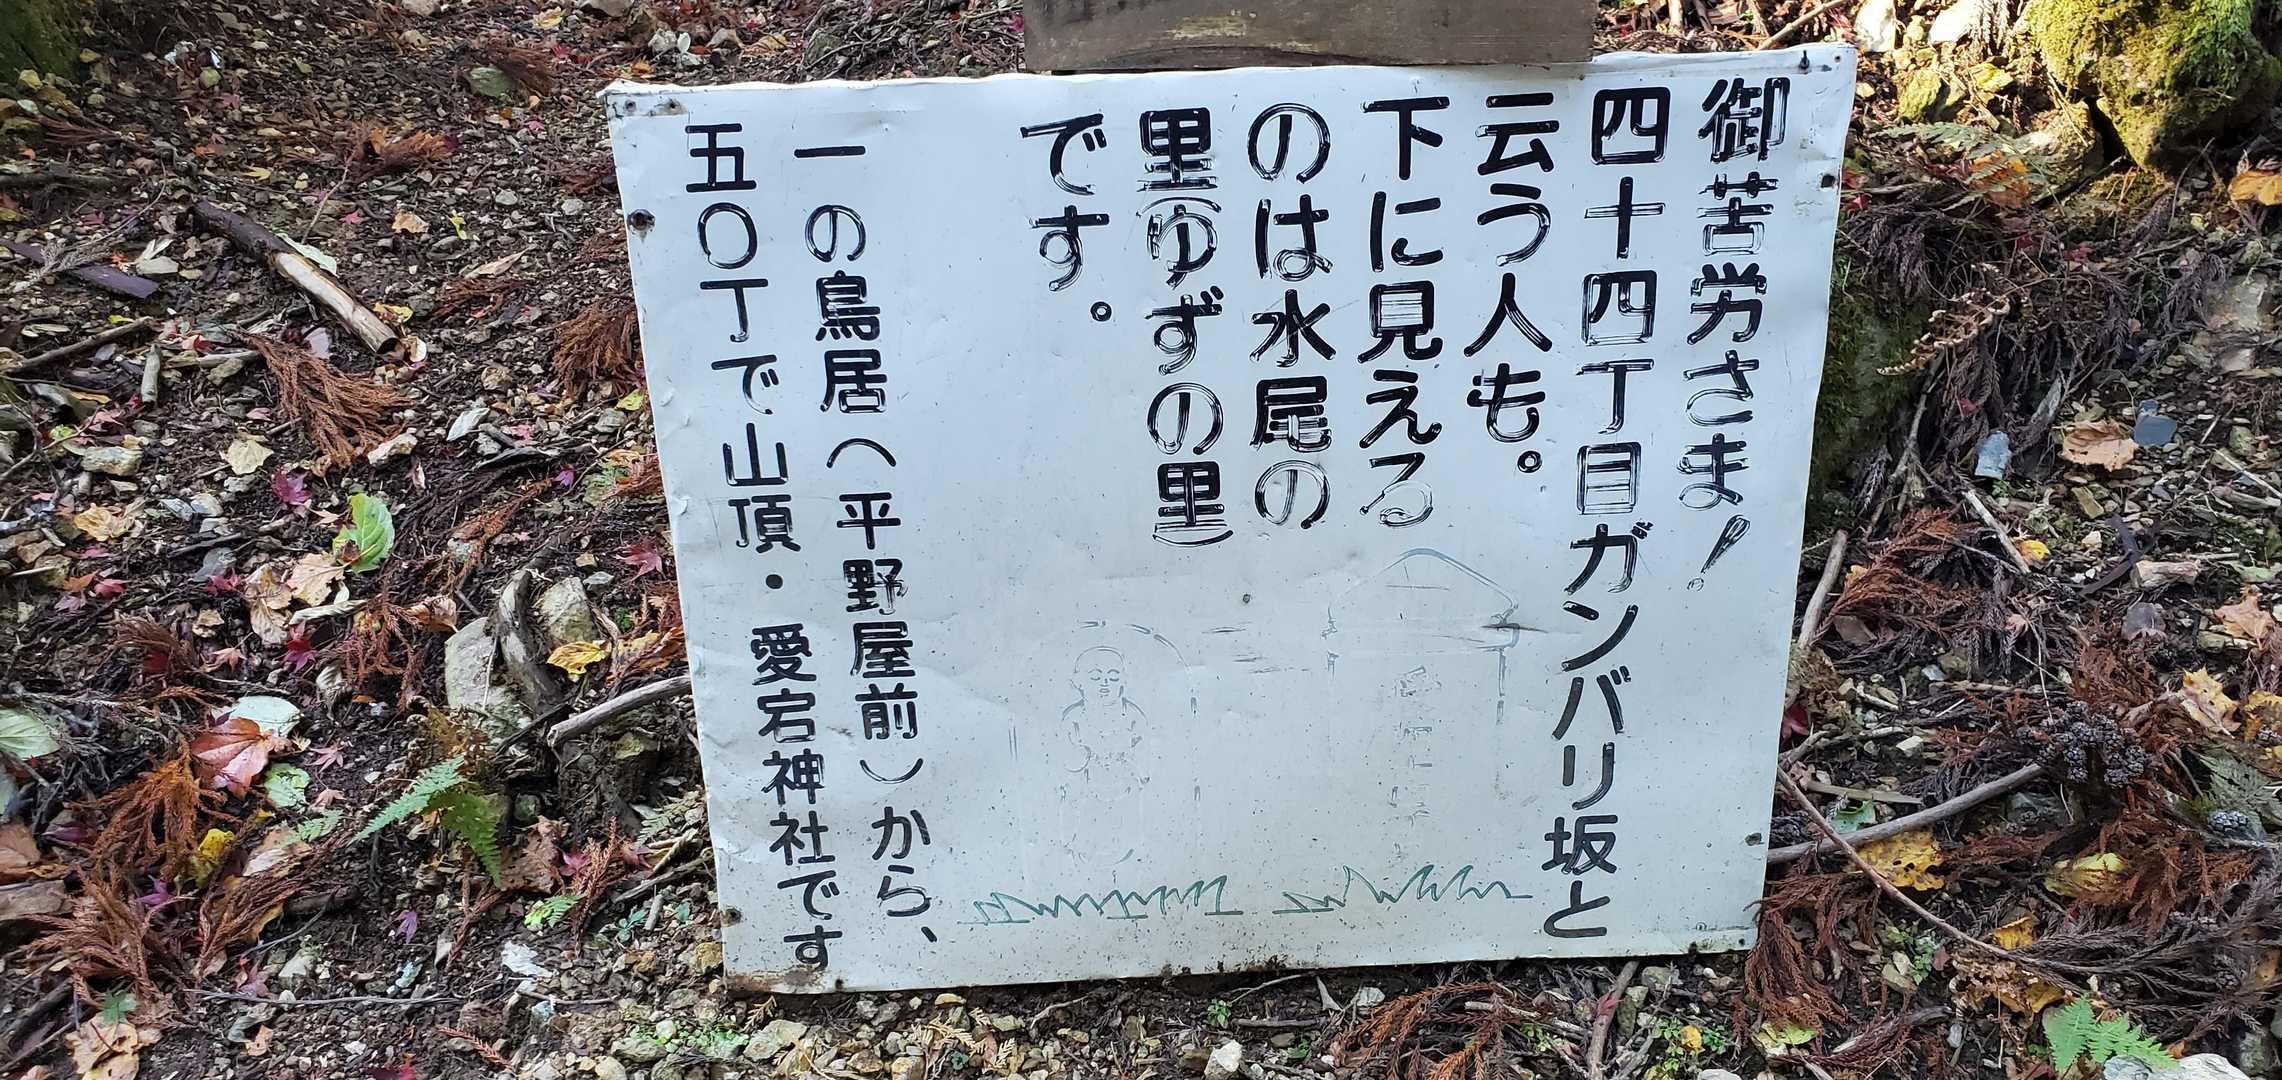 御苦労さま!
四十四丁目ガンバリ坂と
云う人も。
下に見える
のは水尾の
里(ゆずの里)
です。
一の鳥居(平野屋前)から、
五〇丁で山頂・愛宕神社です